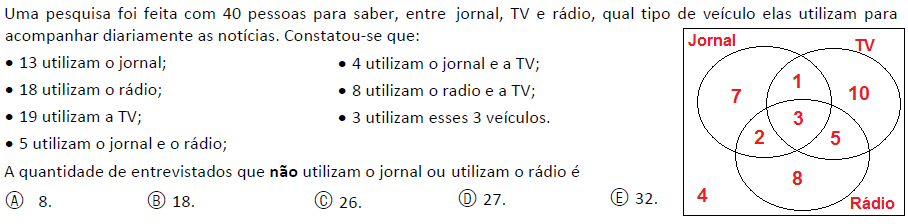 Uma pesquisa foi feita com 40 pessoas para saber, entre jornal, TV e rádio, qual tipo de veículo elas utilizam para
acompanhar diariamente as notícias. Constatou-se que:
• 13 utilizam o jornal;
• 18 utilizam o rádio;
• 19 utilizam a TV;
• 5 utilizam o jornal e o rádio;
• 4 utilizam o jornal e a TV;
• 8 utilizam o radio e a TV;
• 3 utilizam esses 3 veículos.
A quantidade de entrevistados que não utilizam o jornal ou utilizam o rádio é
Ⓐ 8. Ⓑ 18. Ⓒ 26. Ⓓ 27. Ⓔ 32.
Jornal TV
1
7 10
3
2 5
8
4 Rádio